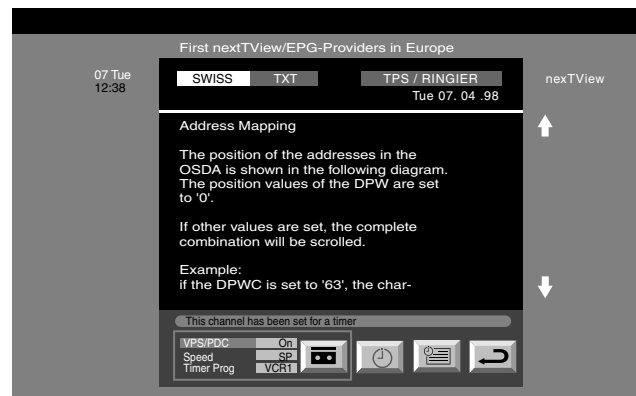 First nextTView/EPG-Providers in Europe
07 Tue
12:38
SWISS TXT TPS / RINGIER nexTView
Tue 07. 04 .98
Address Mapping
The position of the addresses in the
OSDA is shown in the following diagram.
The position values of the DPW are set
to '0'.
If other values are set, the complete
combination will be scrolled.
Example:
if the DPWC is set to '63', the char-
This channel has been set for a timer
VPS/PDC On
Speed SP
Timer Prog VCR1